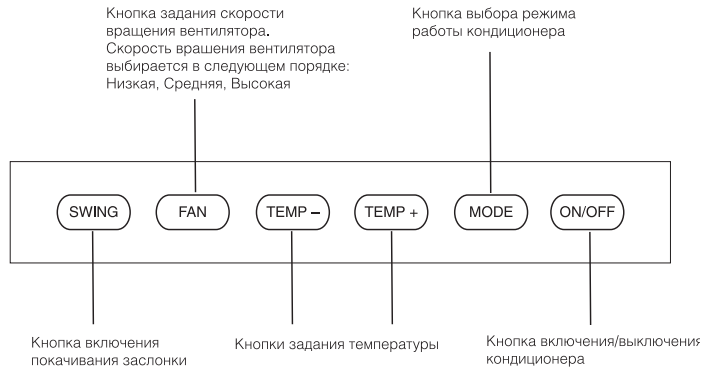 Кнопка задания скорости
вращения вентилятора.
Скорость врашения вентилятора
выбирается в следующем порядке:
Низкая, Средняя, Высокая
Кнопка выбора режима
работы кондиционера
SWING
FAN
TEMP –
TEMP +
MODE
ON/OFF
Кнопка включения
покачивания заслонки
Кнопки задания температуры
Кнопка включения/выключения
кондиционера